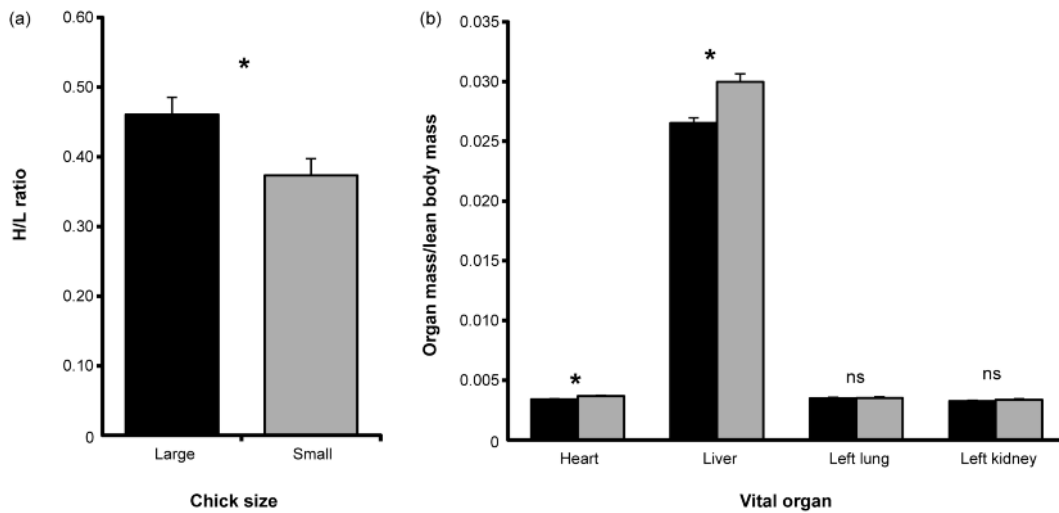 (a)
0.60
0.50
0.40
0.30
0.20
0.10
0
H/L ratio
*
Large
Small
Chick size
(b)
0.035
0.030
0.025
0.020
0.015
0.010
0.005
0
Organ mass/lean body mass
*
*
ns
ns
Heart
Liver
Left lung
Left kidney
Vital organ